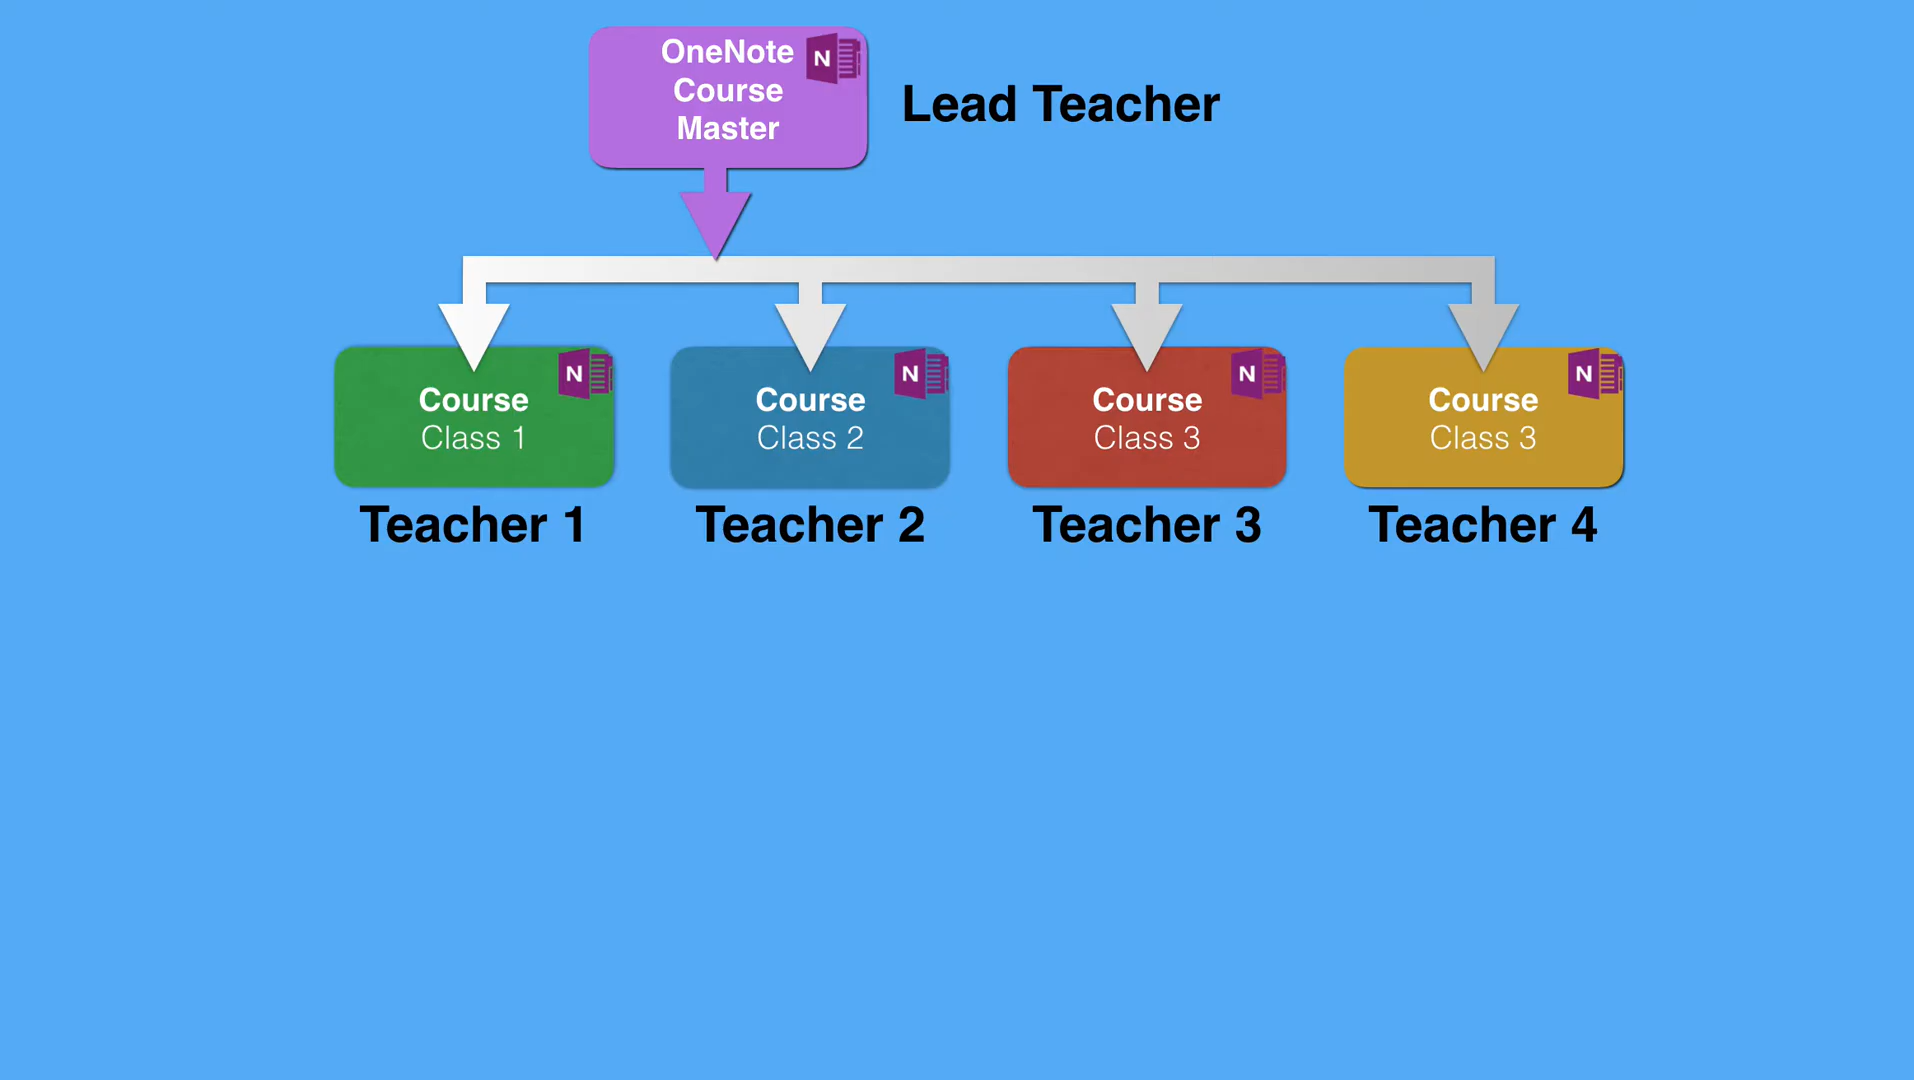 OneNote
Course
Master
N
Lead Teacher
N
N
N
N
Course
Class 1
Course
Class 2
Course
Class 3
Course
Class 3
Teacher 1
Teacher 2
Teacher 3
Teacher 4